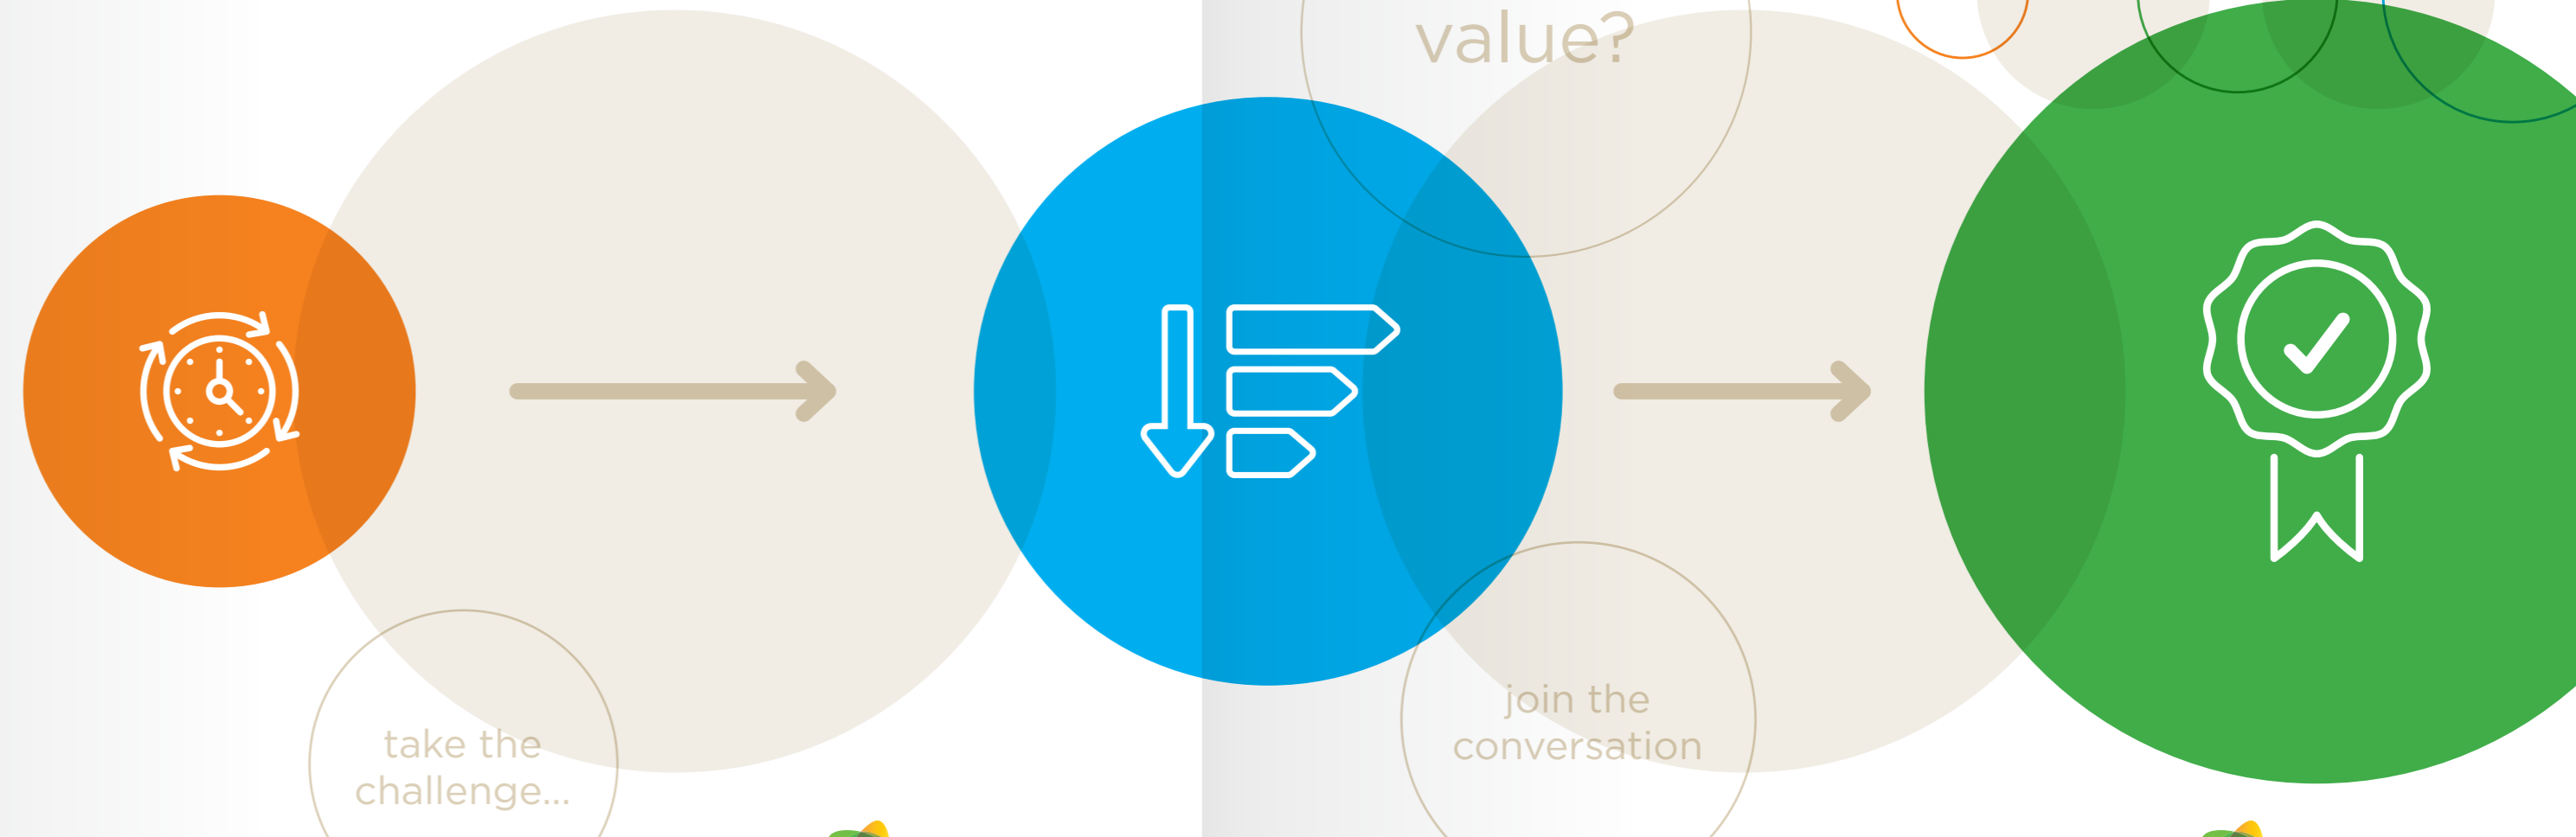 value?
take the
challenge...
join the
conversation